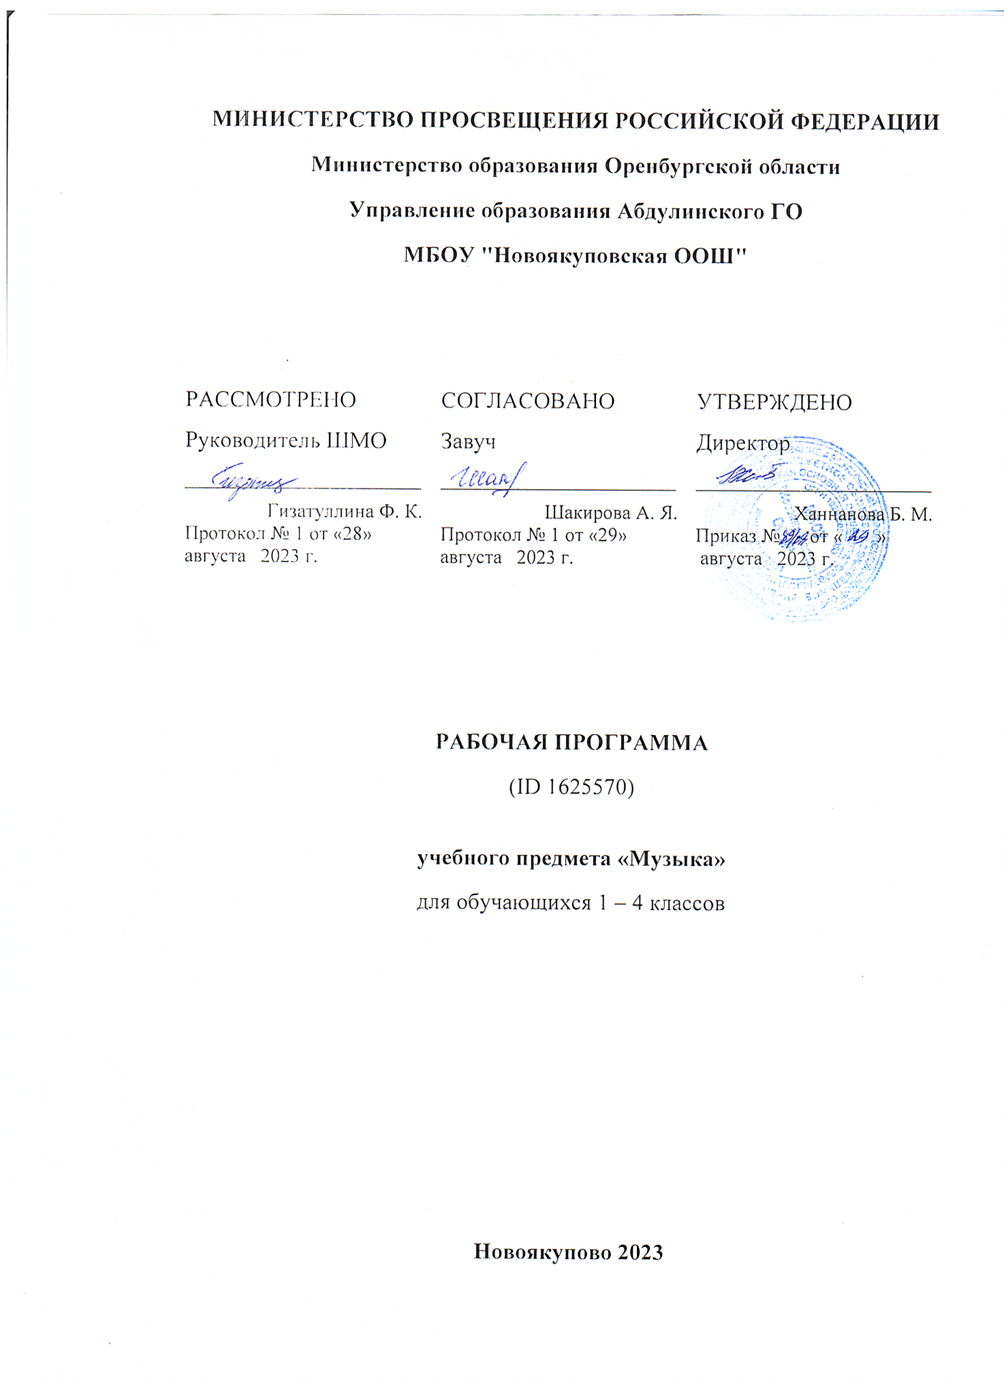 МИНИСТЕРСТВО ПРОСВЕЩЕНИЯ РОССИЙСКОЙ ФЕДЕРАЦИИ
Министерство образования Оренбургской области
Управление образования Абдулинского ГО
МБОУ "Новоякуповская ООШ"
РАССМОТРЕНО
Руководитель ШМО
Гизатуллина Ф. К.
Протокол № 1 от «28»
августа 2023 г.
СОГЛАСОВАНО
Завуч
Шакирова А. Я.
Протокол № 1 от «29»
августа 2023 г.
УТВЕРЖДЕНО
Директор
Ханнанова Б. М.
Приказ № от « 29 »
августа 2023 г.
РАБОЧАЯ ПРОГРАММА
(ID 1625570)
учебного предмета «Музыка»
для обучающихся 1 – 4 классов
Новоякупово 2023